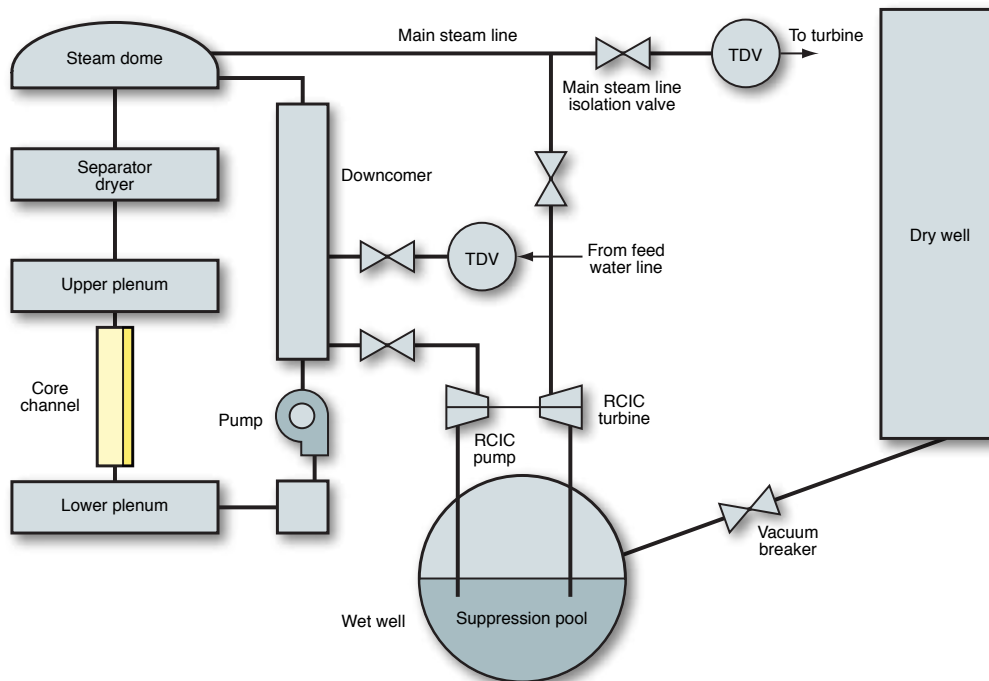 Main steam line
To turbine
Steam dome
TDV
Main steam line
isolation valve
Separator
dryer
Downcomer
Dry well
From feed
water line
TDV
Upper plenum
Core
channel
Pump
RCIC
turbine
RCIC
pump
Lower plenum
Vacuum
breaker
Wet well
Suppression pool